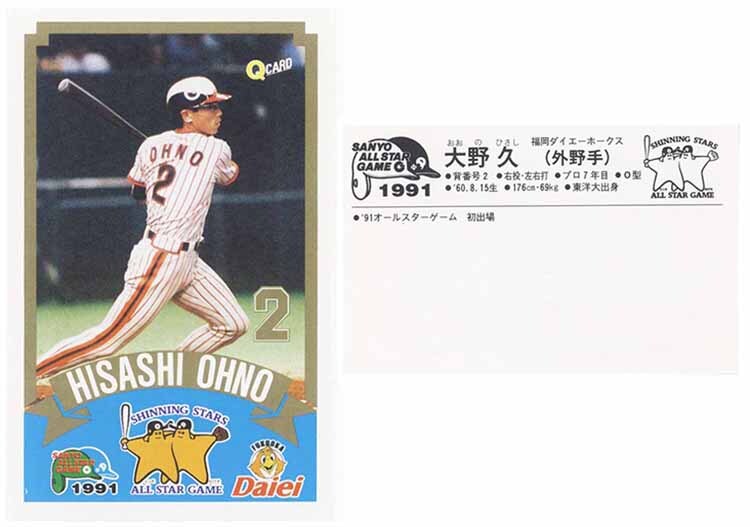 Q CARD
OHNO
2
2
HISASHI OHNO
SHINNING STARS
ALL STAR GAME
SANYO
ALL STAR
GAME
1991
FUKUOKA
Daiei
SANYO
ALL STAR
GAME
1991
おおの ひさし
大野 久
福岡ダイエーホークス
(外野手)
●背番号2 ●右投・左右打 ●プロ7年目 ●O型
●'60.8.15生 ●176cm・69kg ●東洋大出身
SHINNING STARS
ALL STAR GAME
●'91オールスターゲーム 初出場